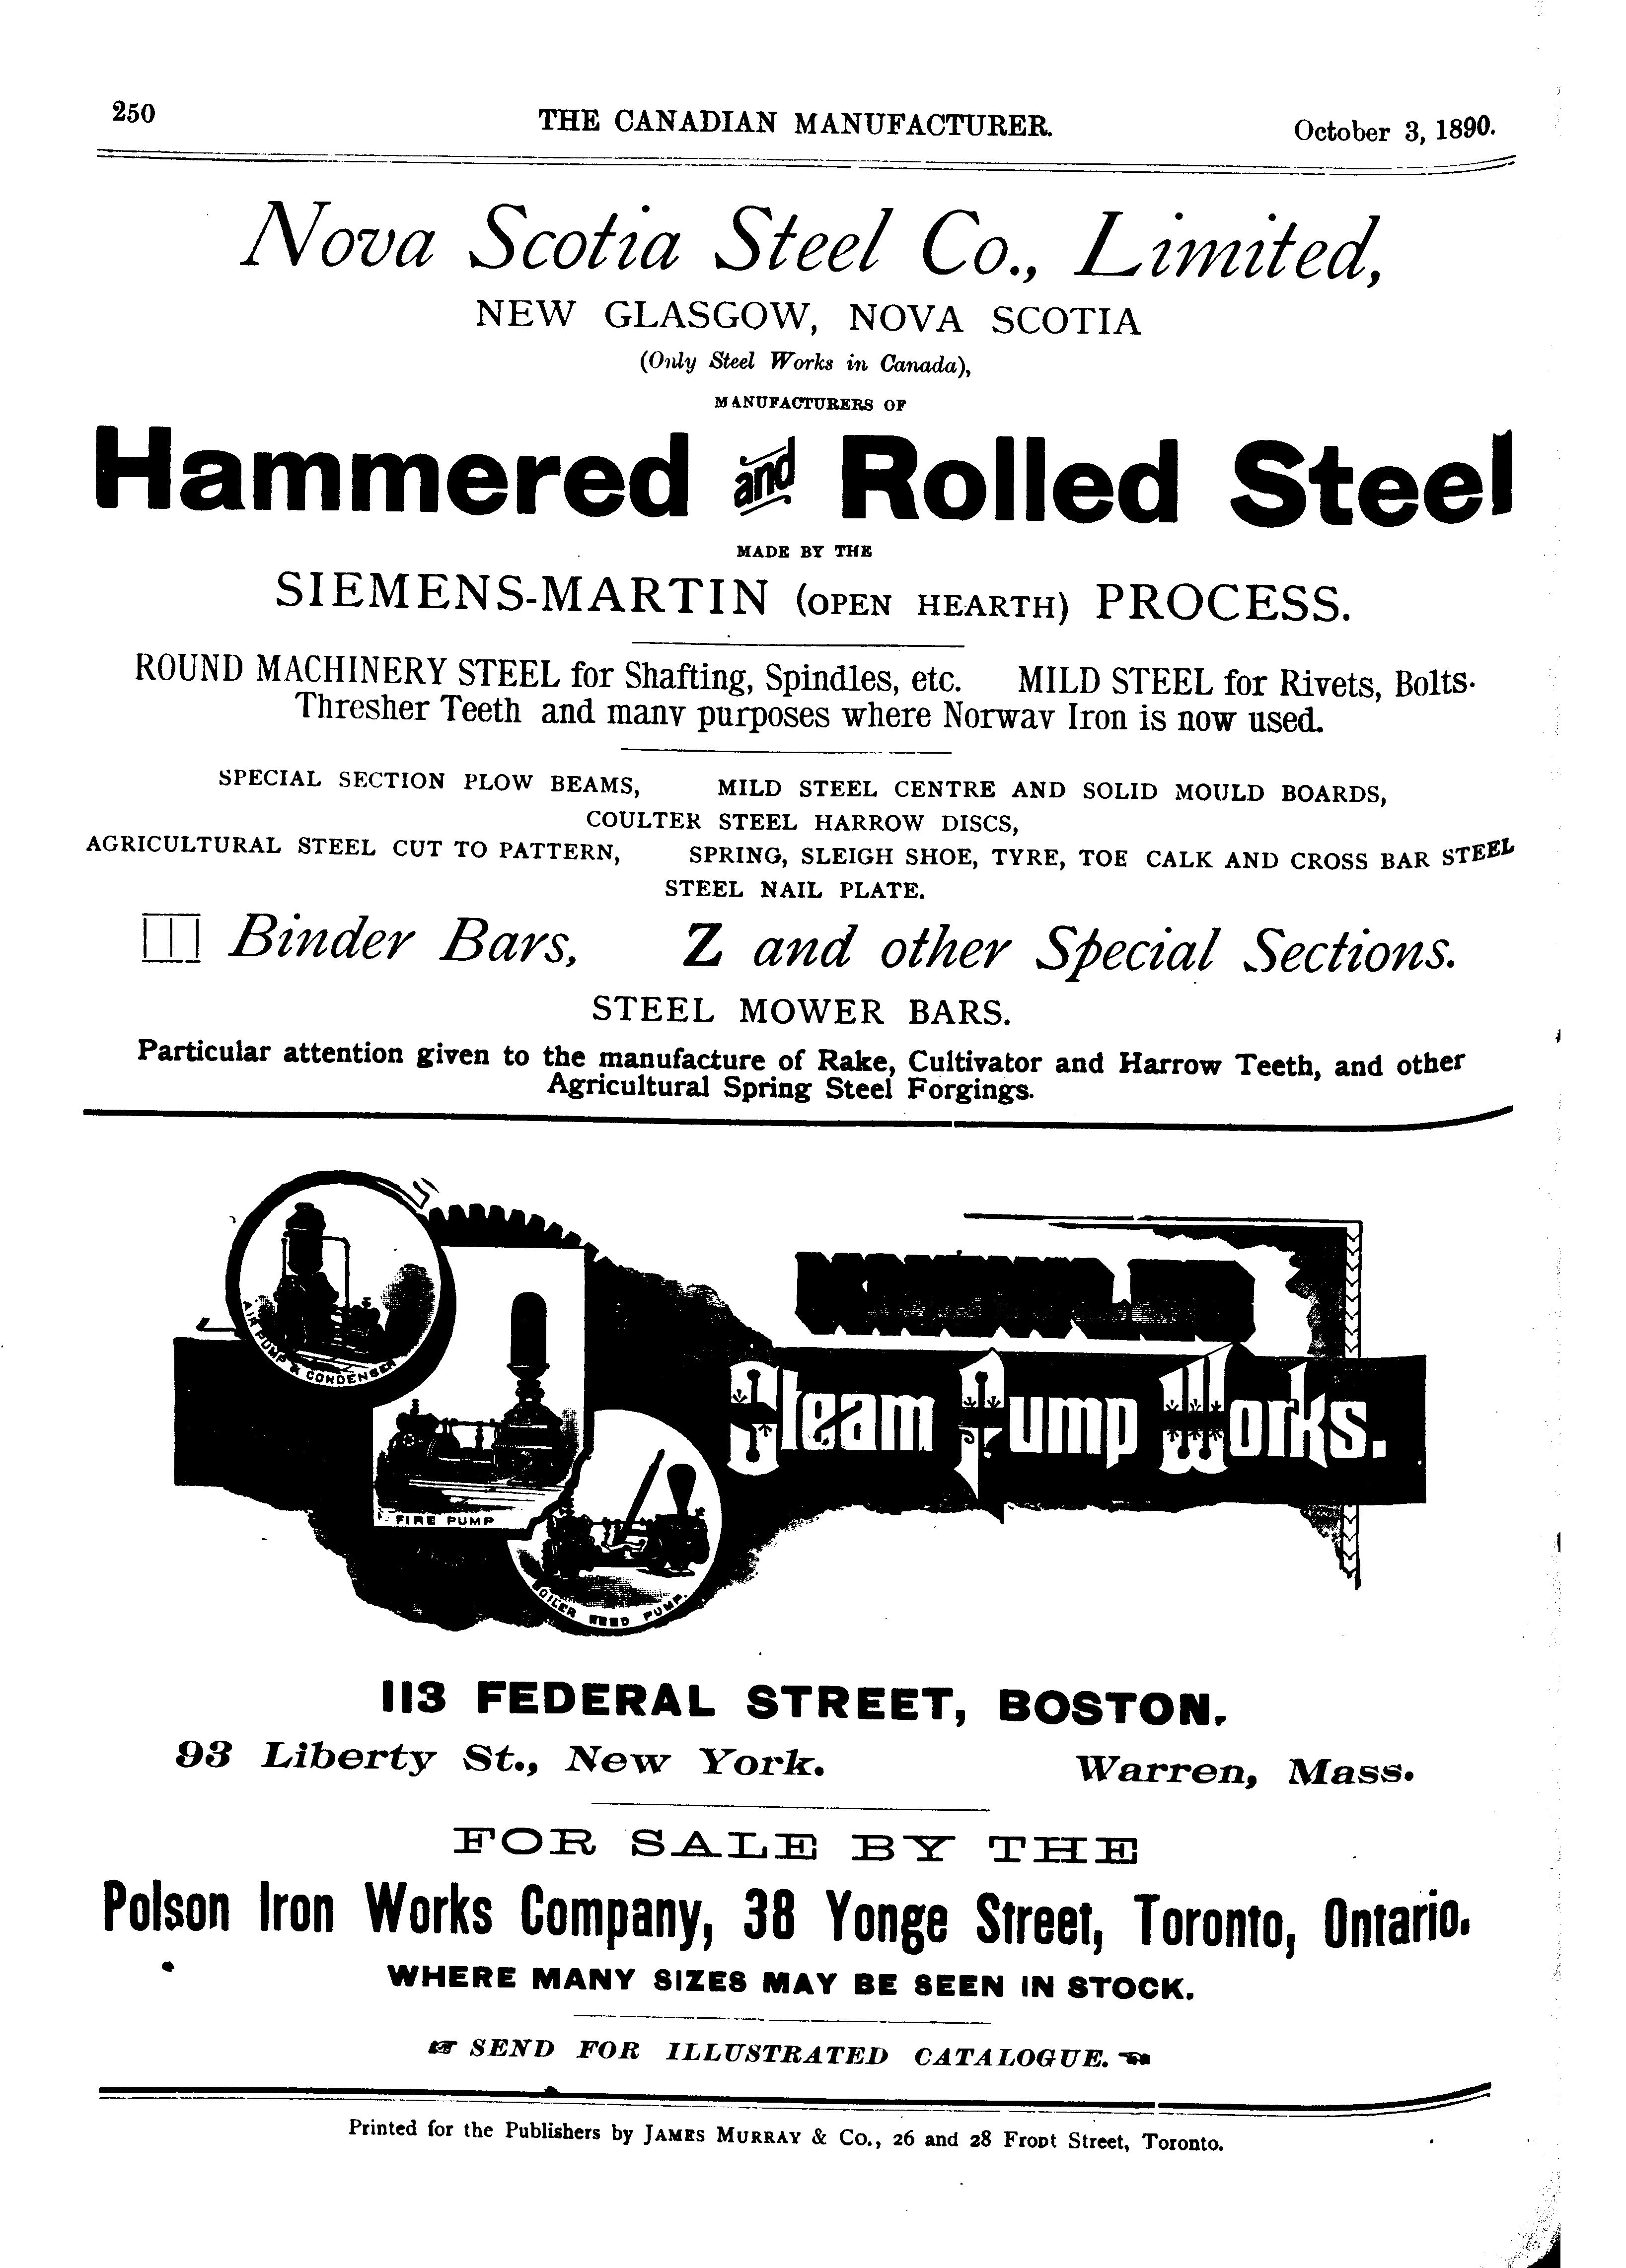 250 THE CANADIAN MANUFACTURER. October 3, 1890.
Nova Scotia Steel Co., Limited,
NEW GLASGOW, NOVA SCOTIA
(Only Steel Works in Canada),
MANUFACTURERS OF
Hammered and Rolled Steel
MADE BY THE
SIEMENS-MARTIN (OPEN HEARTH) PROCESS.
ROUND MACHINERY STEEL for Shafting, Spindles, etc. MILD STEEL for Rivets, Bolts.
Thresher Teeth and many purposes where Norway Iron is now used.
SPECIAL SECTION PLOW BEAMS, MILD STEEL CENTRE AND SOLID MOULD BOARDS,
COULTER STEEL HARROW DISCS,
AGRICULTURAL STEEL CUT TO PATTERN, SPRING, SLEIGH SHOE, TYRE, TOE CALK AND CROSS BAR STEEL
STEEL NAIL PLATE.
Binder Bars, Z and other Special Sections.
STEEL MOWER BARS.
Particular attention given to the manufacture of Rake, Cultivator and Harrow Teeth, and other
Agricultural Spring Steel Forgings.
AIR PUMP & CONDENSER
Steam Pump Works.
FIRE PUMP
BOILER FEED PUMP.
113 FEDERAL STREET, BOSTON.
93 Liberty St., New York. Warren, Mass.
FOR SALE BY THE
Polson Iron Works Company, 38 Yonge Street, Toronto, Ontario.
WHERE MANY SIZES MAY BE SEEN IN STOCK.
☞ SEND FOR ILLUSTRATED CATALOGUE. ☜
Printed for the Publishers by JAMES MURRAY & CO., 26 and 28 Front Street, Toronto.